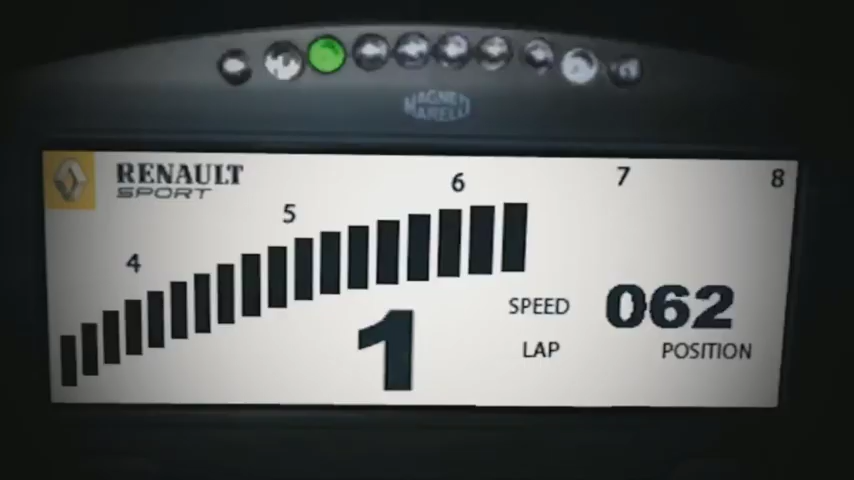 MAGNETI
MARELLI
RENAULT
SPORT
4 5 6 7 8
1
SPEED 062
LAP POSITION